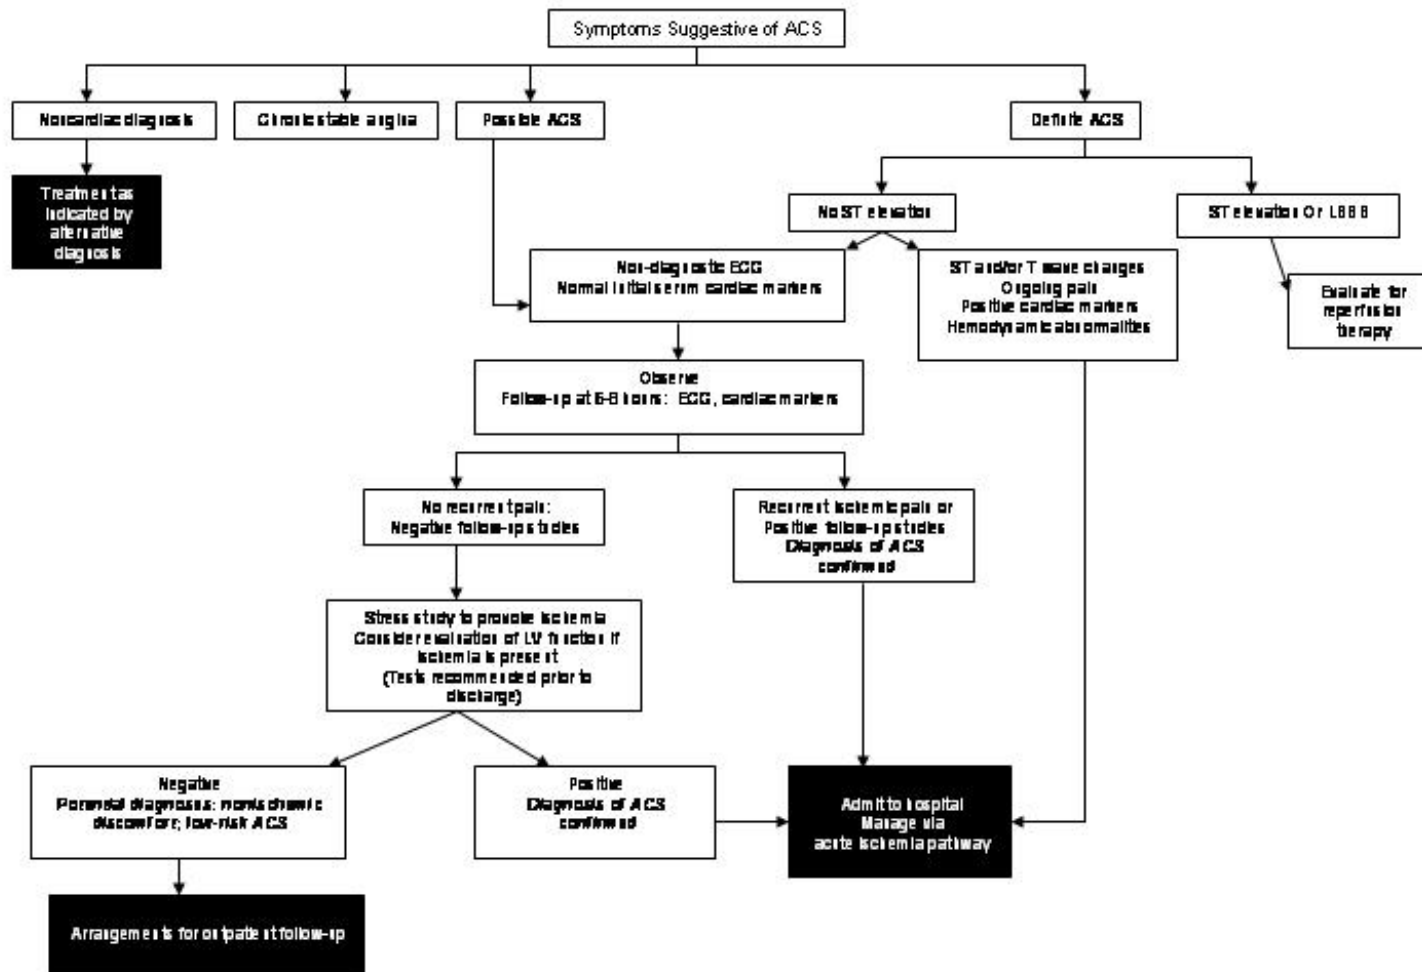 Symptoms Suggestive of ACS
Noncardiac diagnosis
Chronic stable angina
Possible ACS
Definite ACS
Treatment as
indicated by
alternative
diagnosis
No ST elevation
ST elevation Or LBBB
Non-diagnostic ECG
Normal initial serum cardiac markers
ST and/or T wave changes
Ongoing pain
Positive cardiac markers
Hemodynamic abnormalities
Evaluate for
reperfusion
therapy
Observe
Follow-up at 6-8 hours: ECG, cardiac markers
No recurrent pain:
Negative follow-up studies
Recurrent ischemic pain or
Positive follow-up studies
Diagnosis of ACS
confirmed
Stress study to provoke ischemia
Consider evaluation of LV function if
ischemia is present
(Tests recommended prior to
discharge)
Negative
Potential diagnoses: nonischemic
discomfort; low-risk ACS
Positive
Diagnosis of ACS
confirmed
Admit to hospital
Manage via
acute ischemia pathway
Arrangements for outpatient follow-up